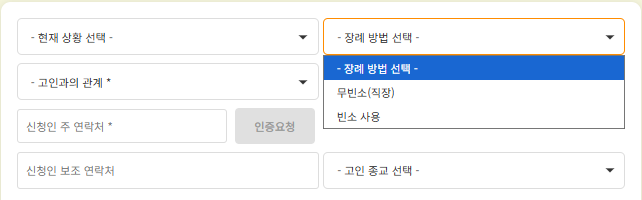 - 현재 상황 선택 -
- 장례 방법 선택 -
- 장례 방법 선택 -
무빈소(직장)
빈소 사용
- 고인과의 관계 *
신청인 주 연락처 *
인증요청
신청인 보조 연락처
- 고인 종교 선택 -